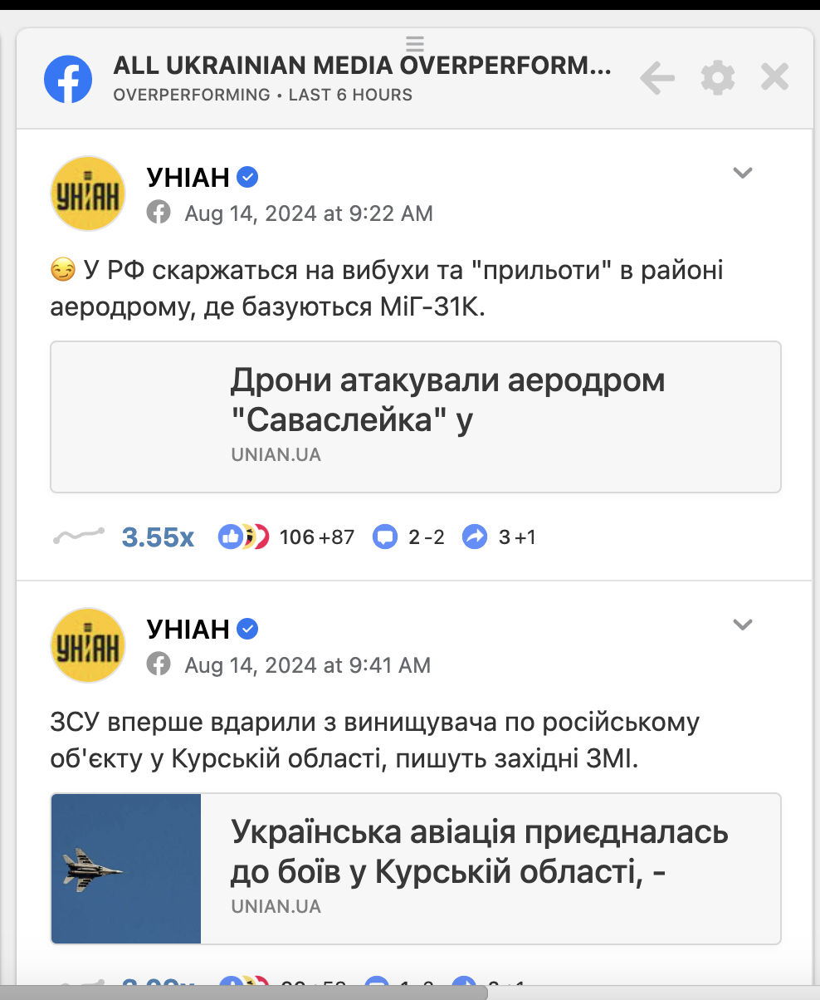 ALL UKRAINIAN MEDIA OVERPERFORM...
OVERPERFORMING • LAST 6 HOURS
УНІАН
УНІАН
Aug 14, 2024 at 9:22 AM
😏 У РФ скаржаться на вибухи та "прильоти" в районі
аеродрому, де базуються МіГ-31К.
Дрони атакували аеродром
"Саваслейка" у
UNIAN.UA
3.55x 106 +87 2 -2 3 +1
УНІАН
УНІАН
Aug 14, 2024 at 9:41 AM
ЗСУ вперше вдарили з винищувача по російському
об'єкту у Курській області, пишуть західні ЗМІ.
Українська авіація приєдналась
до боїв у Курській області, -
UNIAN.UA